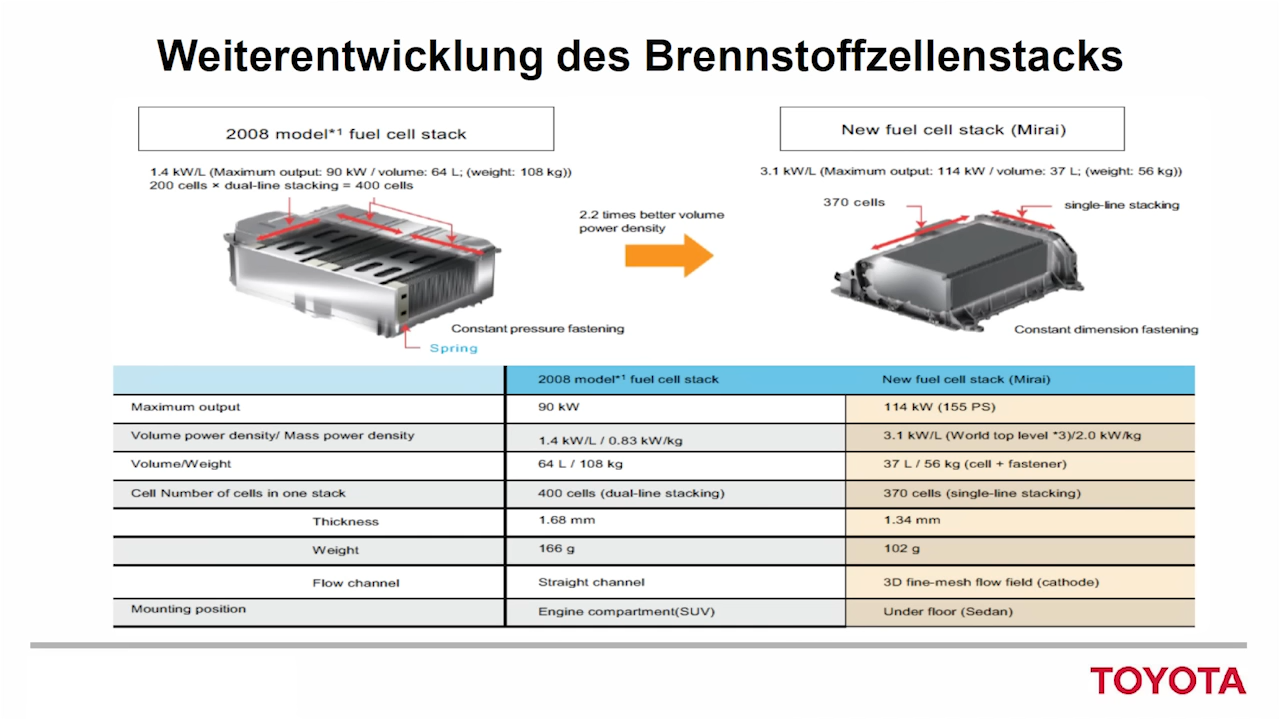 Weiterentwicklung des Brennstoffzellenstacks
2008 model*1 fuel cell stack
New fuel cell stack (Mirai)
1.4 kW/L (Maximum output: 90 kW / volume: 64 L; (weight: 108 kg))
200 cells × dual-line stacking = 400 cells
3.1 kW/L (Maximum output: 114 kW / volume: 37 L; (weight: 56 kg))
370 cells
single-line stacking
2.2 times better volume
power density
Constant pressure fastening
Spring
Constant dimension fastening
2008 model*1 fuel cell stack New fuel cell stack (Mirai)
Maximum output 90 kW 114 kW (155 PS)
Volume power density/ Mass power density 1.4 kW/L / 0.83 kW/kg 3.1 kW/L (World top level *3)/2.0 kW/kg
Volume/Weight 64 L / 108 kg 37 L / 56 kg (cell + fastener)
Cell Number of cells in one stack 400 cells (dual-line stacking) 370 cells (single-line stacking)
Thickness 1.68 mm 1.34 mm
Weight 166 g 102 g
Flow channel Straight channel 3D fine-mesh flow field (cathode)
Mounting position Engine compartment(SUV) Under floor (Sedan)
TOYOTA